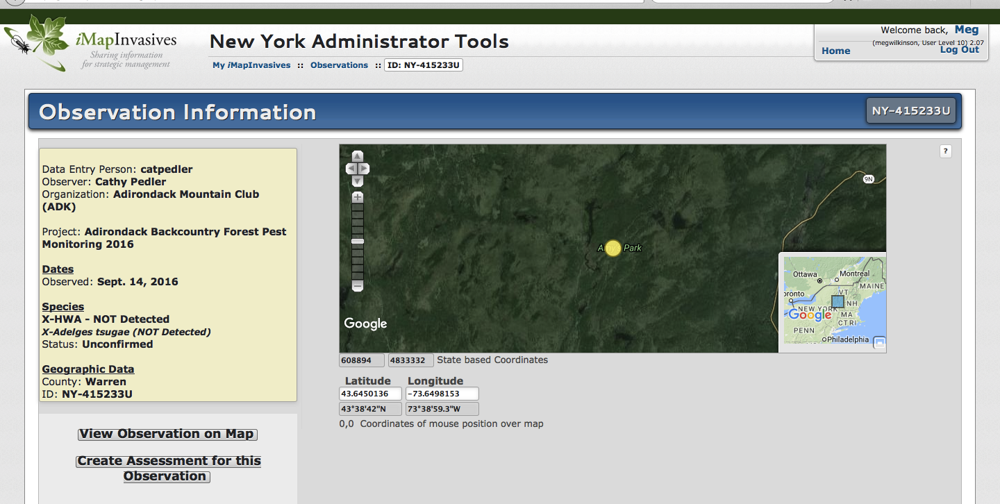 iMapInvasives
Sharing information
for strategic management
New York Administrator Tools
My iMapInvasives :: Observations :: ID: NY-415233U
Welcome back, Meg
(megwilkinson, User Level 10) 2.07
Home Log Out
Observation Information
NY-415233U
Data Entry Person: catpedler
Observer: Cathy Pedler
Organization: Adirondack Mountain Club
(ADK)
Project: Adirondack Backcountry Forest Pest
Monitoring 2016
Dates
Observed: Sept. 14, 2016
Species
X-HWA - NOT Detected
X-Adelges tsugae (NOT Detected)
Status: Unconfirmed
Geographic Data
County: Warren
ID: NY-415233U
View Observation on Map
Create Assessment for this
Observation
?
9N
Park
Google
Ottawa
Montreal
MAINE
oronto
VT
NEW YORK
NH
Google
MA
CT RI
PENN
Philadelphia
608894 4833332 State based Coordinates
Latitude Longitude
43.6450136 -73.6498153
43°38'42"N 73°38'59.3"W
0,0 Coordinates of mouse position over map